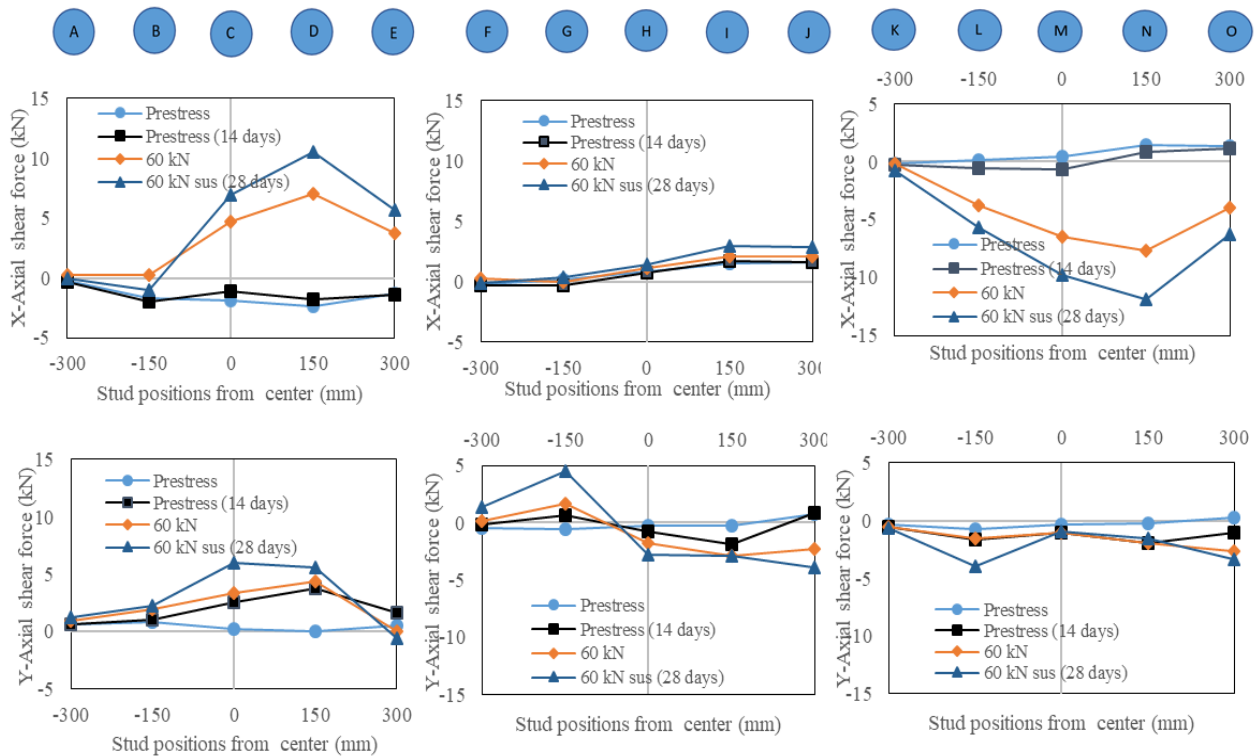 A B C D E F G H I J K L M N O
X-Axial shear force (kN)
15
10
5
0
-5
Prestress
Prestress (14 days)
60 kN
60 kN sus (28 days)
-300 -150 0 150 300
Stud positions from center (mm)
X-Axial shear force (kN)
15
10
5
0
-5
Prestress
Prestress (14 days)
60 kN
60 kN sus (28 days)
-300 -150 0 150 300
Stud positions from center (mm)
-300 -150 0 150 300
X-Axial shear force (kN)
5
0
-5
-10
-15
Prestress
Prestress (14 days)
60 kN
60 kN sus (28 days)
Stud positions from center (mm)
Y-Axial shear force (kN)
15
10
5
0
-5
Prestress
Prestress (14 days)
60 kN
60 kN sus (28 days)
-300 -150 0 150 300
Stud positions from center (mm)
-300 -150 0 150 300
Y-Axial shear force (kN)
5
0
-5
-10
-15
Prestress
Prestress (14 days)
60 kN
60 kN sus (28 days)
Stud positions from center (mm)
-300 -150 0 150 300
Y-Axial shear force (kN)
5
0
-5
-10
-15
Prestress
Prestress (14 days)
60 kN
60 kN sus (28 days)
Stud positions from center (mm)